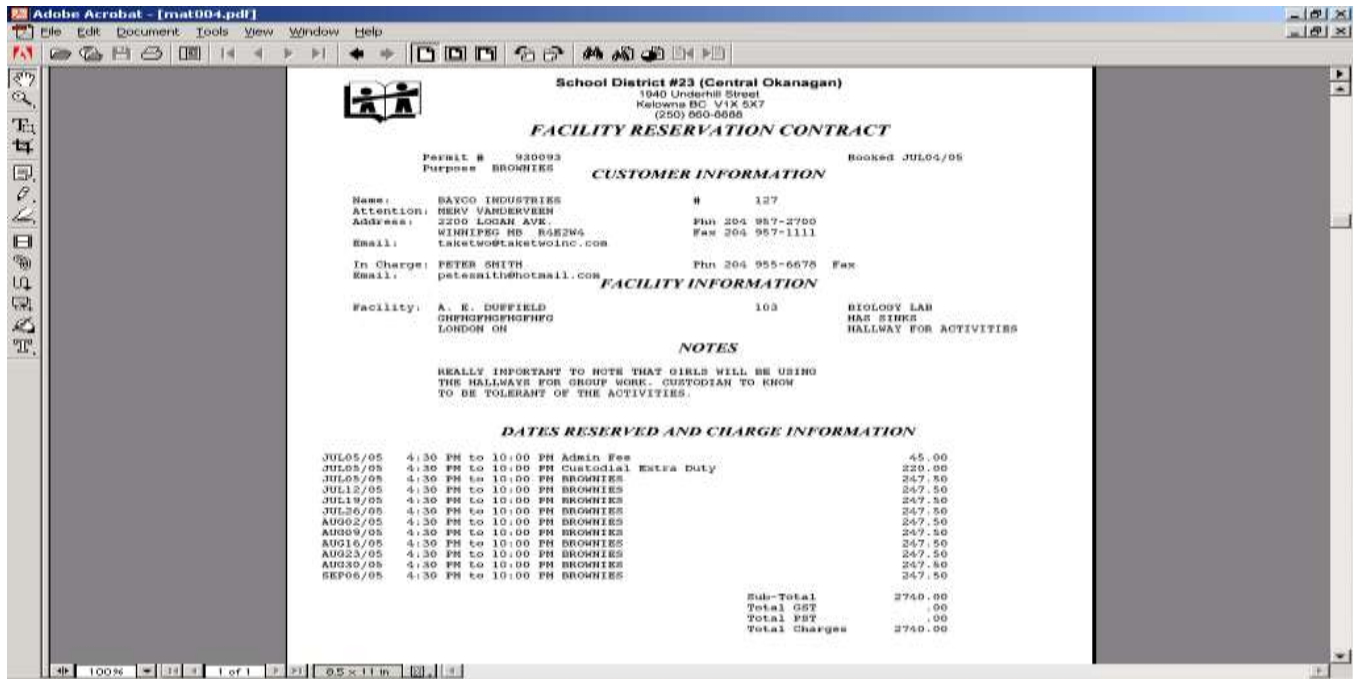 Adobe Acrobat - [mat004.pdf]
File Edit Document Tools View Window Help
School District #23 (Central Okanagan)
1940 Underhill Street
Kelowna BC V1X 5X7
(250) 860-8888
FACILITY RESERVATION CONTRACT
Permit # 930093 Booked JUL04/05
Purpose BROWNIES
CUSTOMER INFORMATION
Name: BAYCO INDUSTRIES # 127
Attention: MERV VANDERVEEN
Address: 2200 LOGAN AVE. Phn 204 957-2700
WINNIPEG MB R4E2W4 Fax 204 957-1111
Email: taketwo@taketwoinc.com
In Charge: PETER SMITH Phn 204 955-6678 Fax
Email: petesmith@hotmail.com
FACILITY INFORMATION
Facility: A. E. DUFFIELD 103 BIOLOGY LAB
GHFHGFHGFHGFHFG HAS SINKS
LONDON ON HALLWAY FOR ACTIVITIES
NOTES
REALLY IMPORTANT TO NOTE THAT GIRLS WILL BE USING
THE HALLWAYS FOR GROUP WORK. CUSTODIAN TO KNOW
TO BE TOLERANT OF THE ACTIVITIES.
DATES RESERVED AND CHARGE INFORMATION
JUL05/05 4:30 PM to 10:00 PM Admin Fee 45.00
JUL05/05 4:30 PM to 10:00 PM Custodial Extra Duty 220.00
JUL05/05 4:30 PM to 10:00 PM BROWNIES 247.50
JUL12/05 4:30 PM to 10:00 PM BROWNIES 247.50
JUL19/05 4:30 PM to 10:00 PM BROWNIES 247.50
JUL26/05 4:30 PM to 10:00 PM BROWNIES 247.50
AUG02/05 4:30 PM to 10:00 PM BROWNIES 247.50
AUG09/05 4:30 PM to 10:00 PM BROWNIES 247.50
AUG16/05 4:30 PM to 10:00 PM BROWNIES 247.50
AUG23/05 4:30 PM to 10:00 PM BROWNIES 247.50
AUG30/05 4:30 PM to 10:00 PM BROWNIES 247.50
SEP06/05 4:30 PM to 10:00 PM BROWNIES 247.50
Sub-Total 2740.00
Total GST .00
Total PST .00
Total Charges 2740.00
100% 1 of 1 8.5 x 11 in